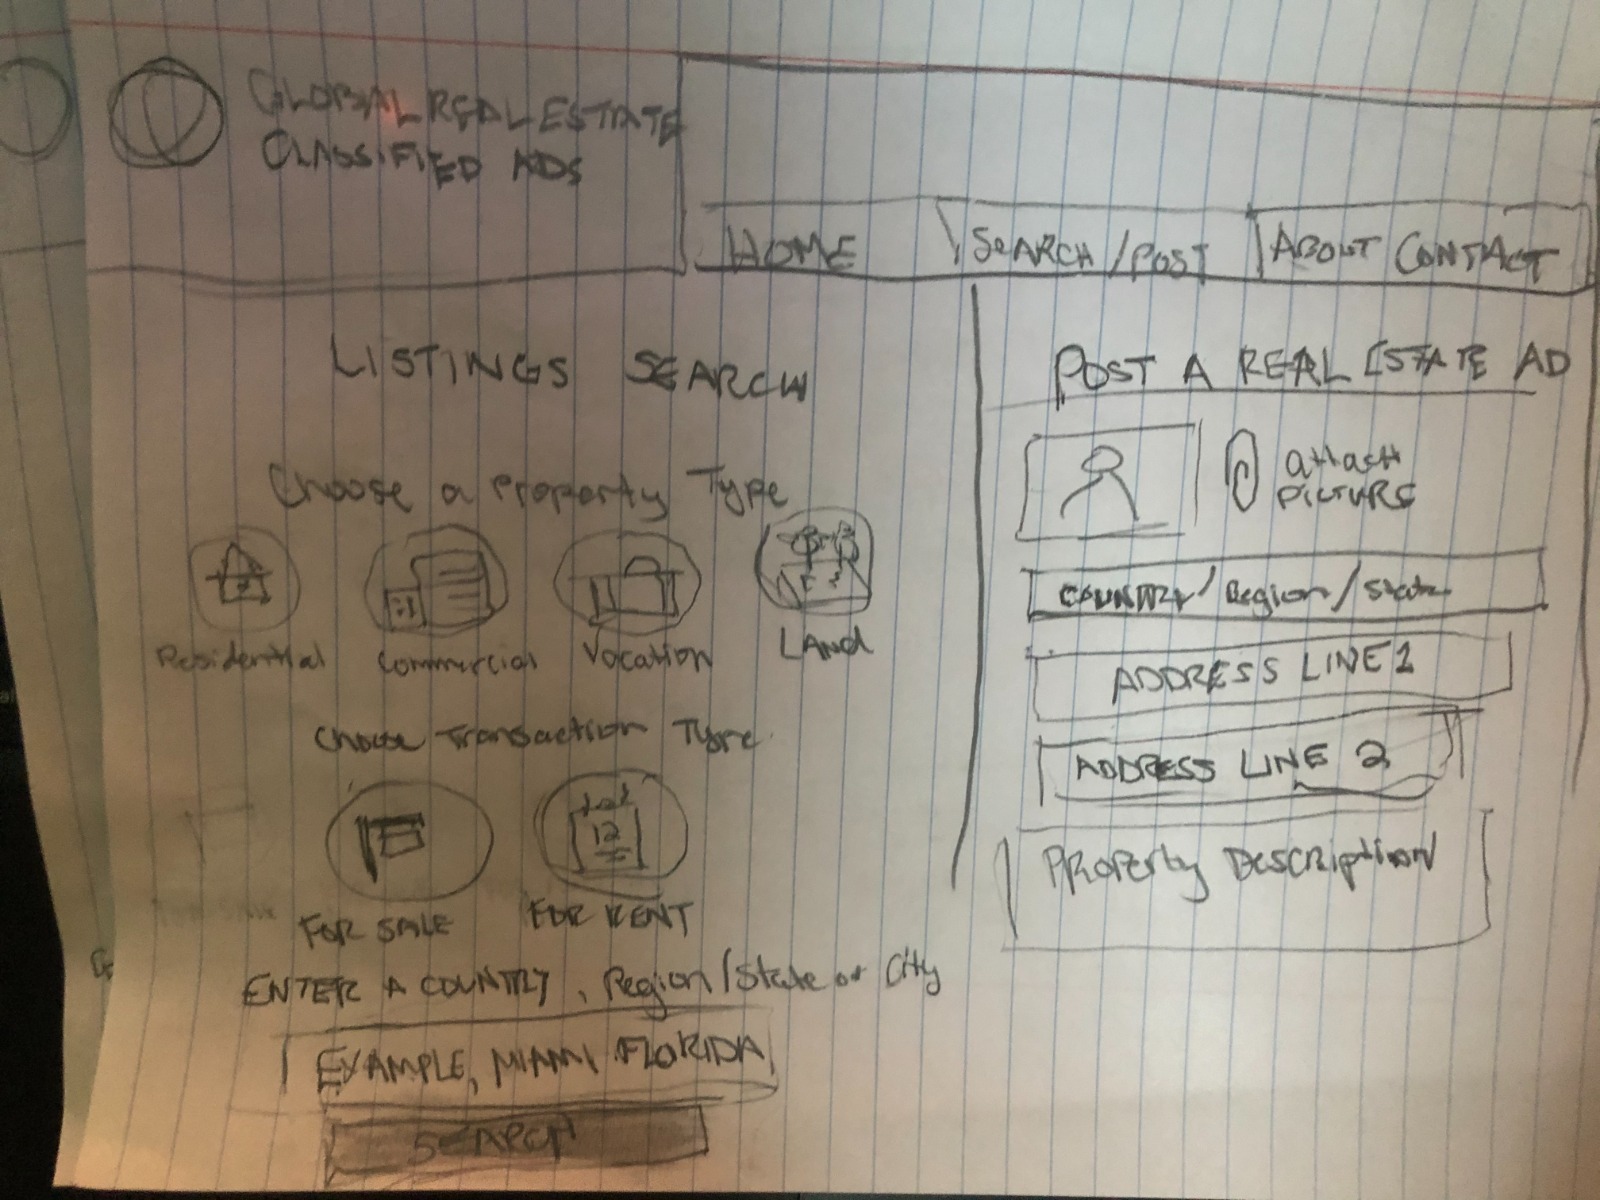 GLOBAL REAL ESTATE
CLASSIFIED ADS
HOME
SEARCH/POST
ABOUT CONTACT
LISTINGS SEARCH
Choose a Property Type
Residential
Commercial
Vacation
LAND
Choose Transaction Type
12
FOR SALE
FOR RENT
ENTER A COUNTRY, Region/State or City
EXAMPLE, MIAMI FLORIDA
SEARCH
POST A REAL ESTATE AD
attach
PICTURE
COUNTRY/Region/State
ADDRESS LINE 1
ADDRESS LINE 2
Property Description